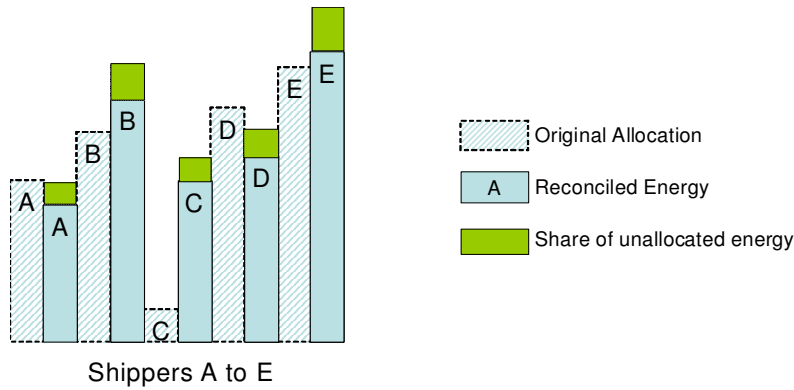 E
E
B
D
B
A
D
C
A
C
Shippers A to E
Original Allocation
A Reconciled Energy
Share of unallocated energy